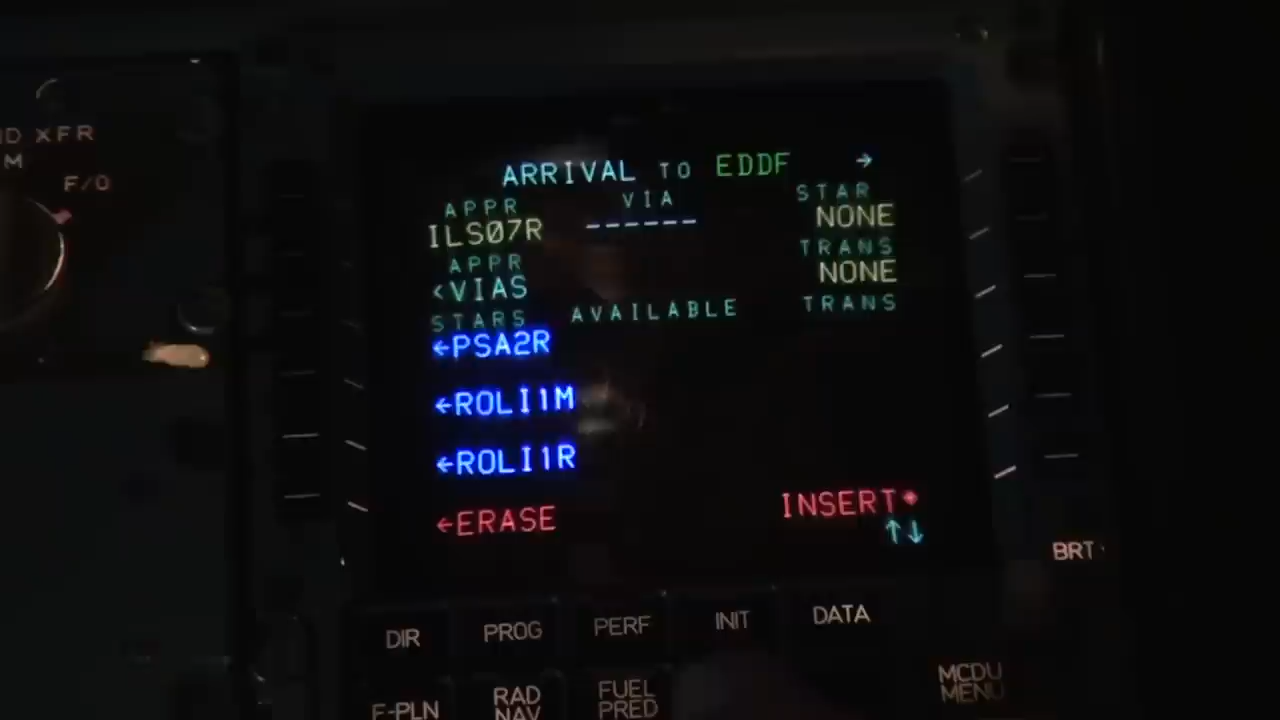 ARRIVAL TO EDDF →
APPR VIA STAR
ILS07R ------ NONE
APPR TRANS
<VIAS NONE
STARS AVAILABLE TRANS
←PSA2R
←ROLI1M
←ROLI1R
←ERASE INSERT*
↑↓
XFR
M
F/O
BRT
DIR PROG PERF INIT DATA
F-PLN RAD NAV FUEL PRED MCDU MENU